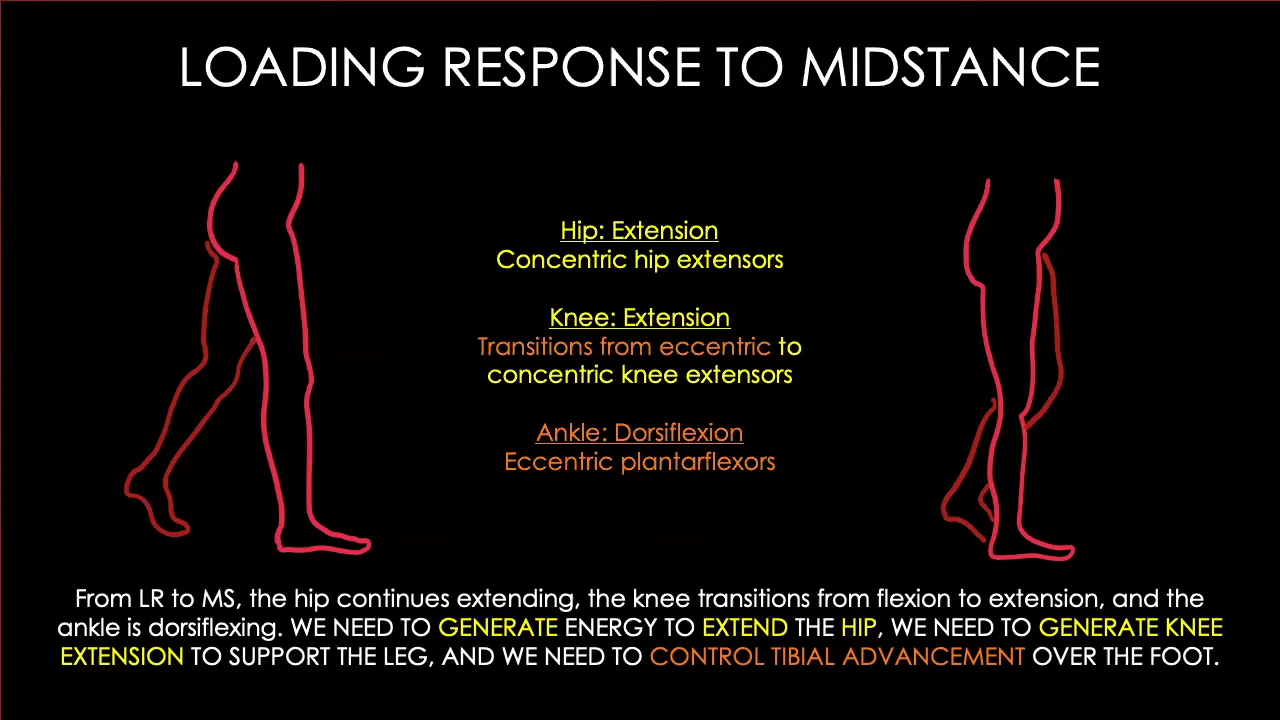 LOADING RESPONSE TO MIDSTANCE
Hip: Extension
Concentric hip extensors
Knee: Extension
Transitions from eccentric to
concentric knee extensors
Ankle: Dorsiflexion
Eccentric plantarflexors
From LR to MS, the hip continues extending, the knee transitions from flexion to extension, and the
ankle is dorsiflexing. WE NEED TO GENERATE ENERGY TO EXTEND THE HIP, WE NEED TO GENERATE KNEE
EXTENSION TO SUPPORT THE LEG, AND WE NEED TO CONTROL TIBIAL ADVANCEMENT OVER THE FOOT.